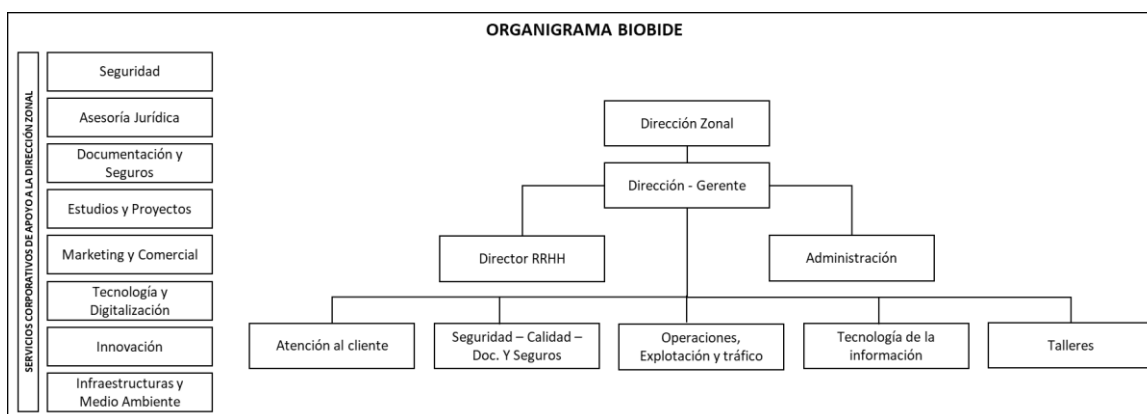 ORGANIGRAMA BIOBIDE
SERVICIOS CORPORATIVOS DE APOYO A LA DIRECCIÓN ZONAL
Seguridad
Asesoría Jurídica
Documentación y
Seguros
Estudios y Proyectos
Marketing y Comercial
Tecnología y
Digitalización
Innovación
Infraestructuras y
Medio Ambiente
Dirección Zonal
Dirección - Gerente
Director RRHH
Administración
Atención al cliente
Seguridad – Calidad –
Doc. Y Seguros
Operaciones,
Explotación y tráfico
Tecnología de la
información
Talleres